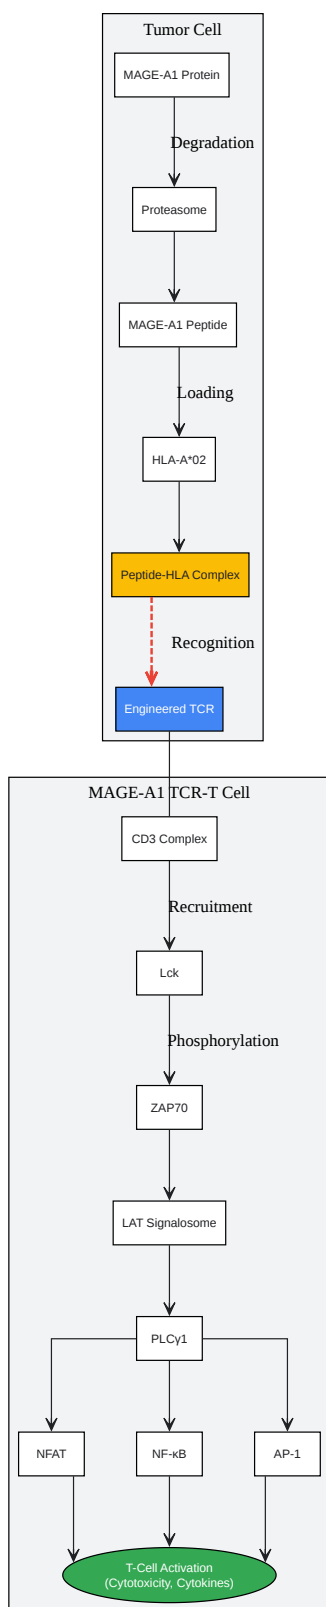 Tumor Cell
MAGE-A1 Protein
Degradation
Proteasome
MAGE-A1 Peptide
Loading
HLA-A*02
Peptide-HLA Complex
Recognition
Engineered TCR
MAGE-A1 TCR-T Cell
CD3 Complex
Recruitment
Lck
Phosphorylation
ZAP70
LAT Signalosome
PLCγ1
NFAT
NF-κB
AP-1
T-Cell Activation
(Cytotoxicity, Cytokines)